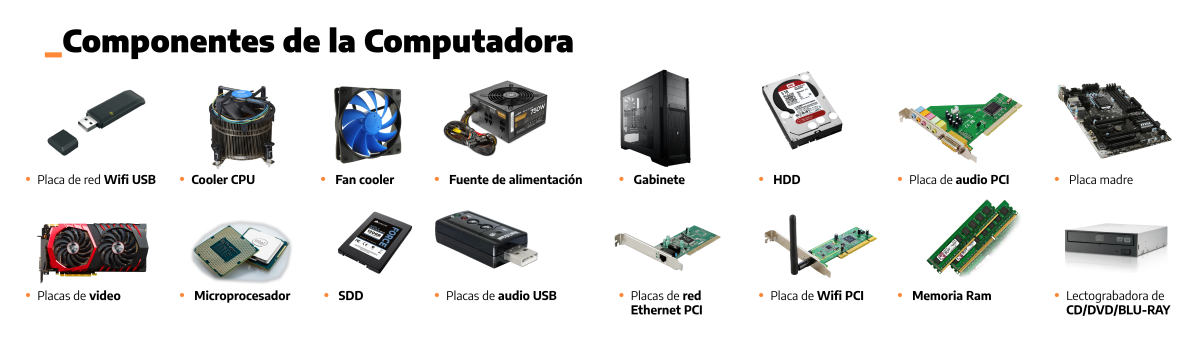 _Componentes de la Computadora
750W
• Placa de red Wifi USB
• Cooler CPU
• Fan cooler
• Fuente de alimentación
• Gabinete
• HDD
• Placa de audio PCI
• Placa madre
FORCE
• Placas de video
• Microprocesador
• SDD
• Placas de audio USB
• Placas de red
Ethernet PCI
• Placa de Wifi PCI
• Memoria Ram
• Lectograbadora de
CD/DVD/BLU-RAY